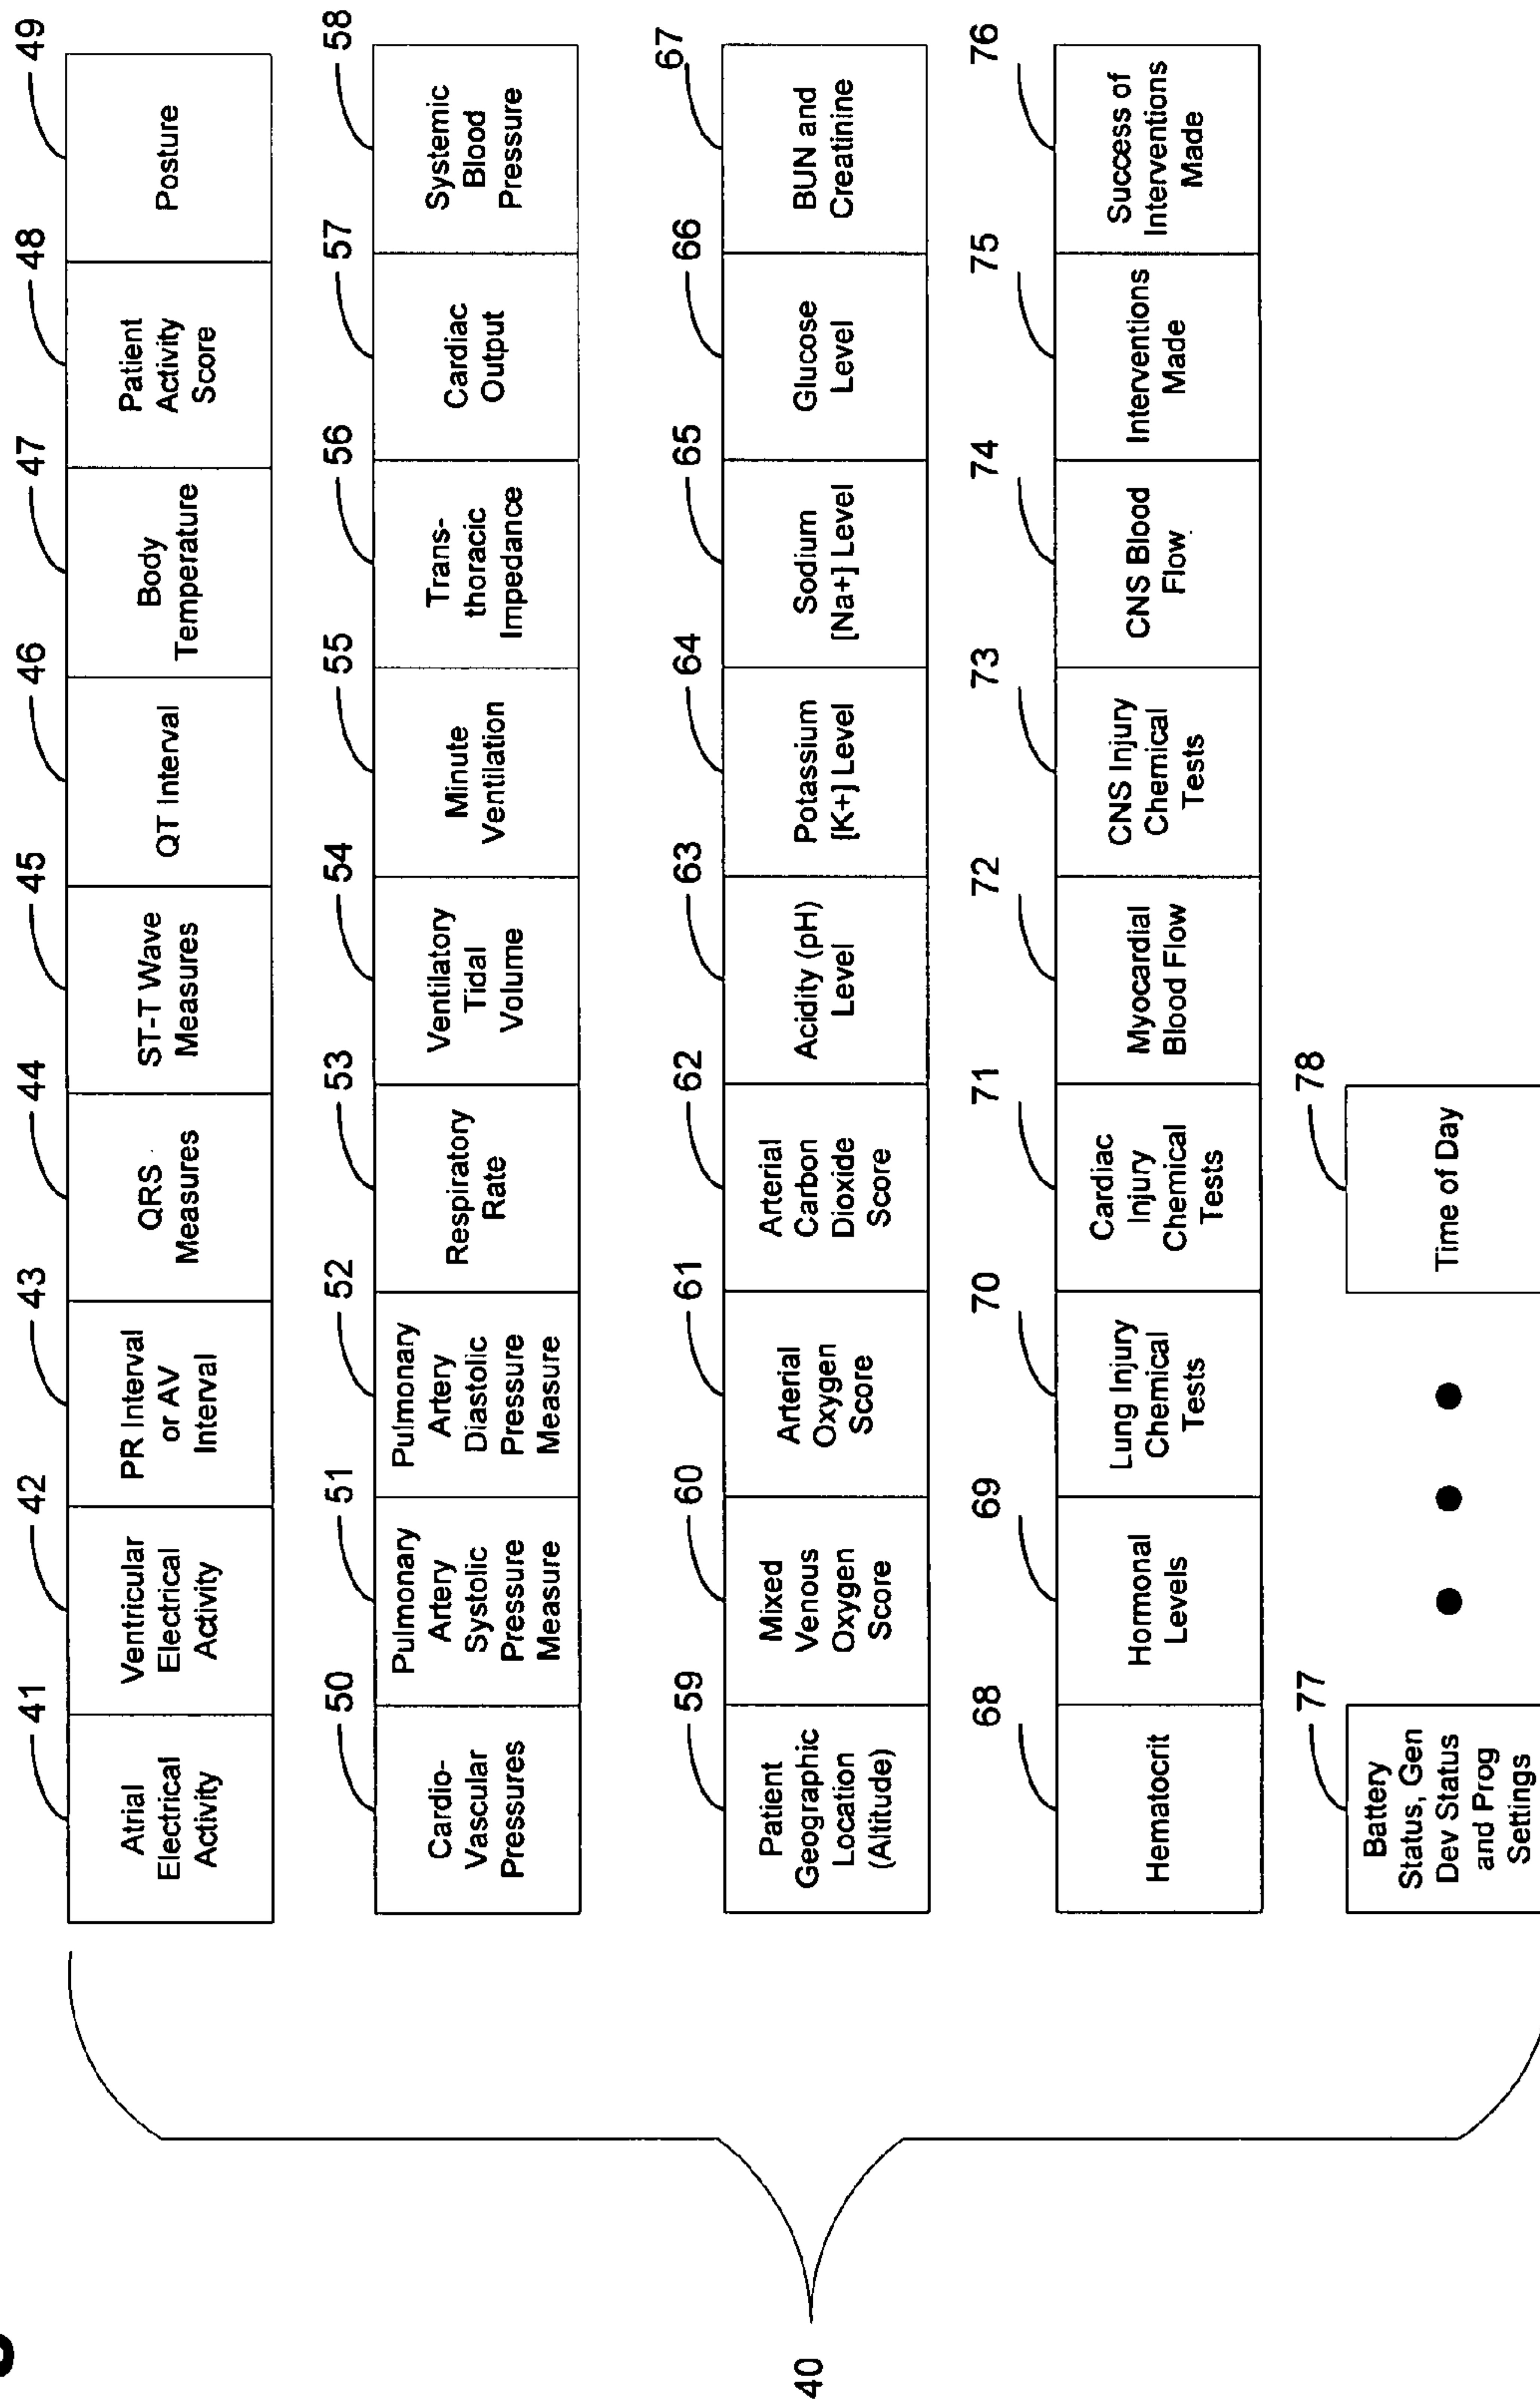 41
42
43
44
45
46
47
48
49
Atrial
Electrical
Activity
Ventricular
Electrical
Activity
PR Interval
or AV
Interval
QRS
Measures
ST-T Wave
Measures
QT Interval
Body
Temperature
Patient
Activity
Score
Posture
50
51
52
53
54
55
56
57
58
Cardio-
Vascular
Pressures
Pulmonary
Artery
Systolic
Pressure
Measure
Pulmonary
Artery
Diastolic
Pressure
Measure
Respiratory
Rate
Ventilatory
Tidal
Volume
Minute
Ventilation
Trans-
thoracic
Impedance
Cardiac
Output
Systemic
Blood
Pressure
59
60
61
62
63
64
65
66
67
Patient
Geographic
Location
(Altitude)
Mixed
Venous
Oxygen
Score
Arterial
Oxygen
Score
Arterial
Carbon
Dioxide
Score
Acidity (pH)
Level
Potassium
[K+] Level
Sodium
[Na+] Level
Glucose
Level
BUN and
Creatinine
68
69
70
71
72
73
74
75
76
Hematocrit
Hormonal
Levels
Lung Injury
Chemical
Tests
Cardiac
Injury
Chemical
Tests
Myocardial
Blood Flow
CNS Injury
Chemical
Tests
CNS Blood
Flow
Interventions
Made
Success of
Interventions
Made
77
78
Battery
Status, Gen
Dev Status
and Prog
Settings
Time of Day
40